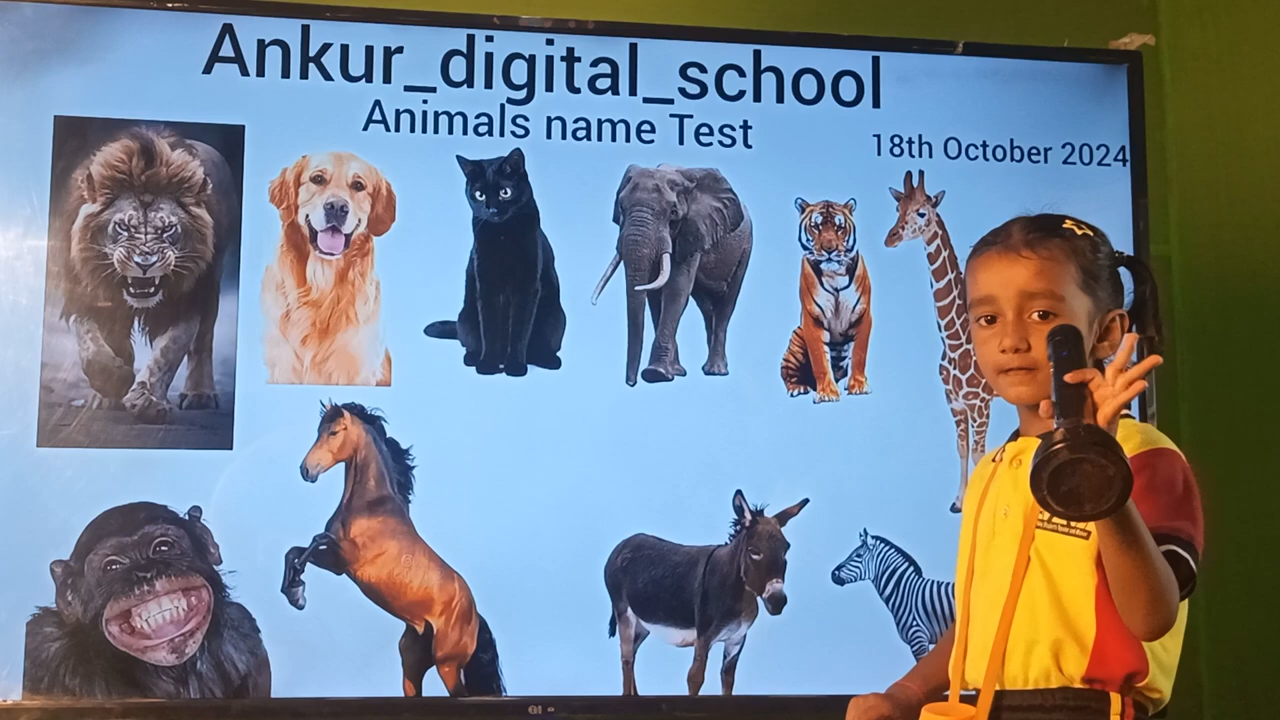 Ankur_digital_school
Animals name Test
18th October 2024